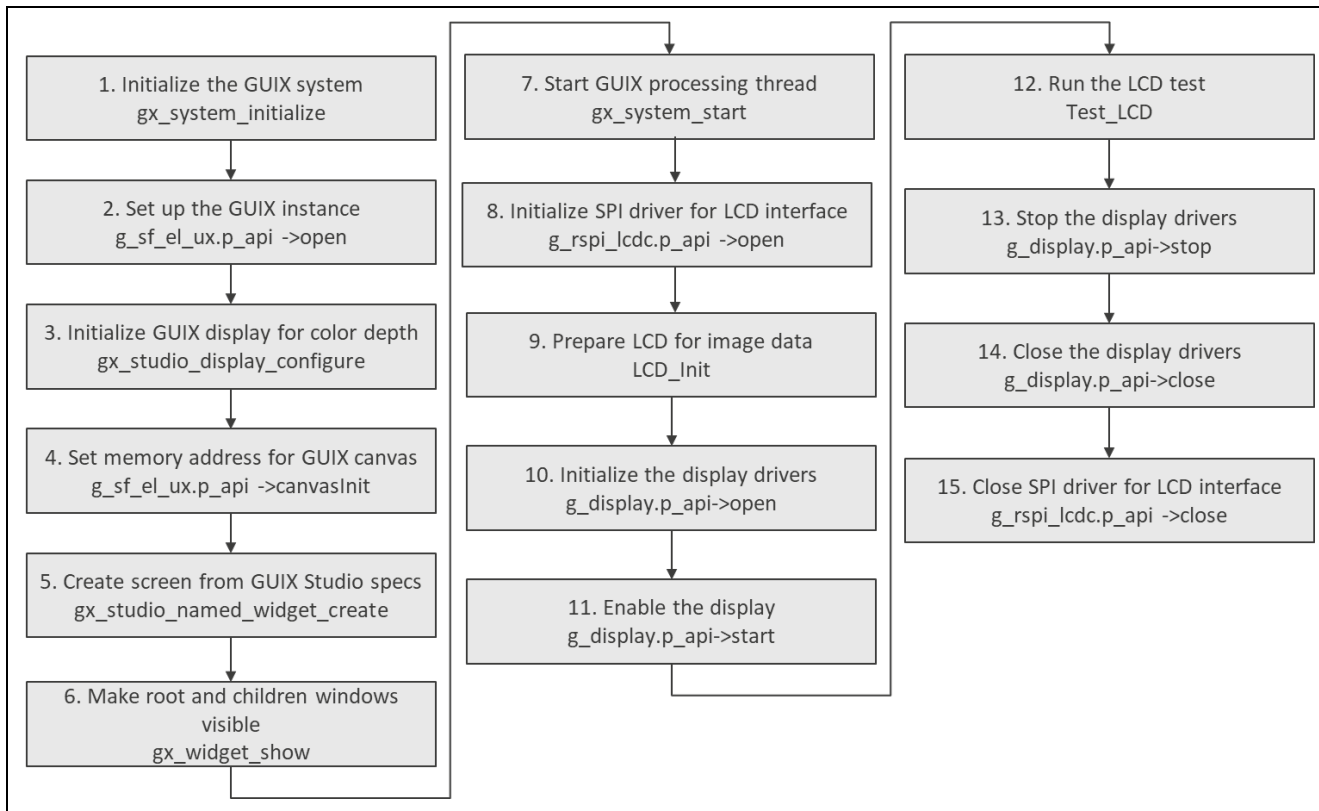 1. Initialize the GUIX system
gx_system_initialize
2. Set up the GUIX instance
g_sf_el_ux.p_api ->open
3. Initialize GUIX display for color depth
gx_studio_display_configure
4. Set memory address for GUIX canvas
g_sf_el_ux.p_api ->canvasInit
5. Create screen from GUIX Studio specs
gx_studio_named_widget_create
6. Make root and children windows
visible
gx_widget_show
7. Start GUIX processing thread
gx_system_start
8. Initialize SPI driver for LCD interface
g_rspi_lcdc.p_api ->open
9. Prepare LCD for image data
LCD_Init
10. Initialize the display drivers
g_display.p_api->open
11. Enable the display
g_display.p_api->start
12. Run the LCD test
Test_LCD
13. Stop the display drivers
g_display.p_api->stop
14. Close the display drivers
g_display.p_api->close
15. Close SPI driver for LCD interface
g_rspi_lcdc.p_api ->close